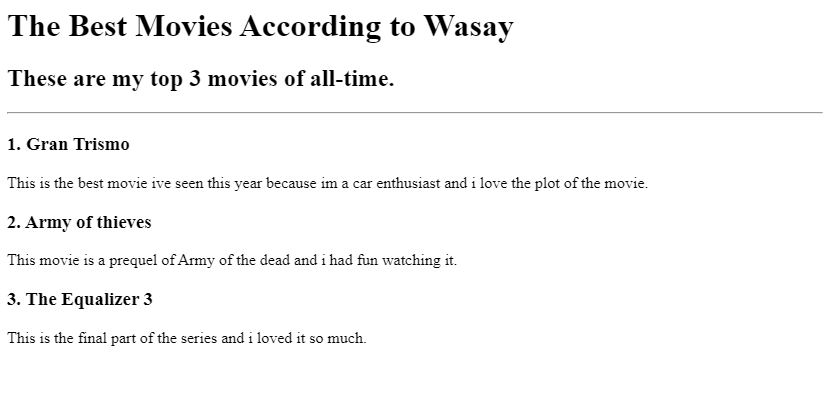 The Best Movies According to Wasay
These are my top 3 movies of all-time.
1. Gran Trismo
This is the best movie ive seen this year because im a car enthusiast and i love the plot of the movie.
2. Army of thieves
This movie is a prequel of Army of the dead and i had fun watching it.
3. The Equalizer 3
This is the final part of the series and i loved it so much.